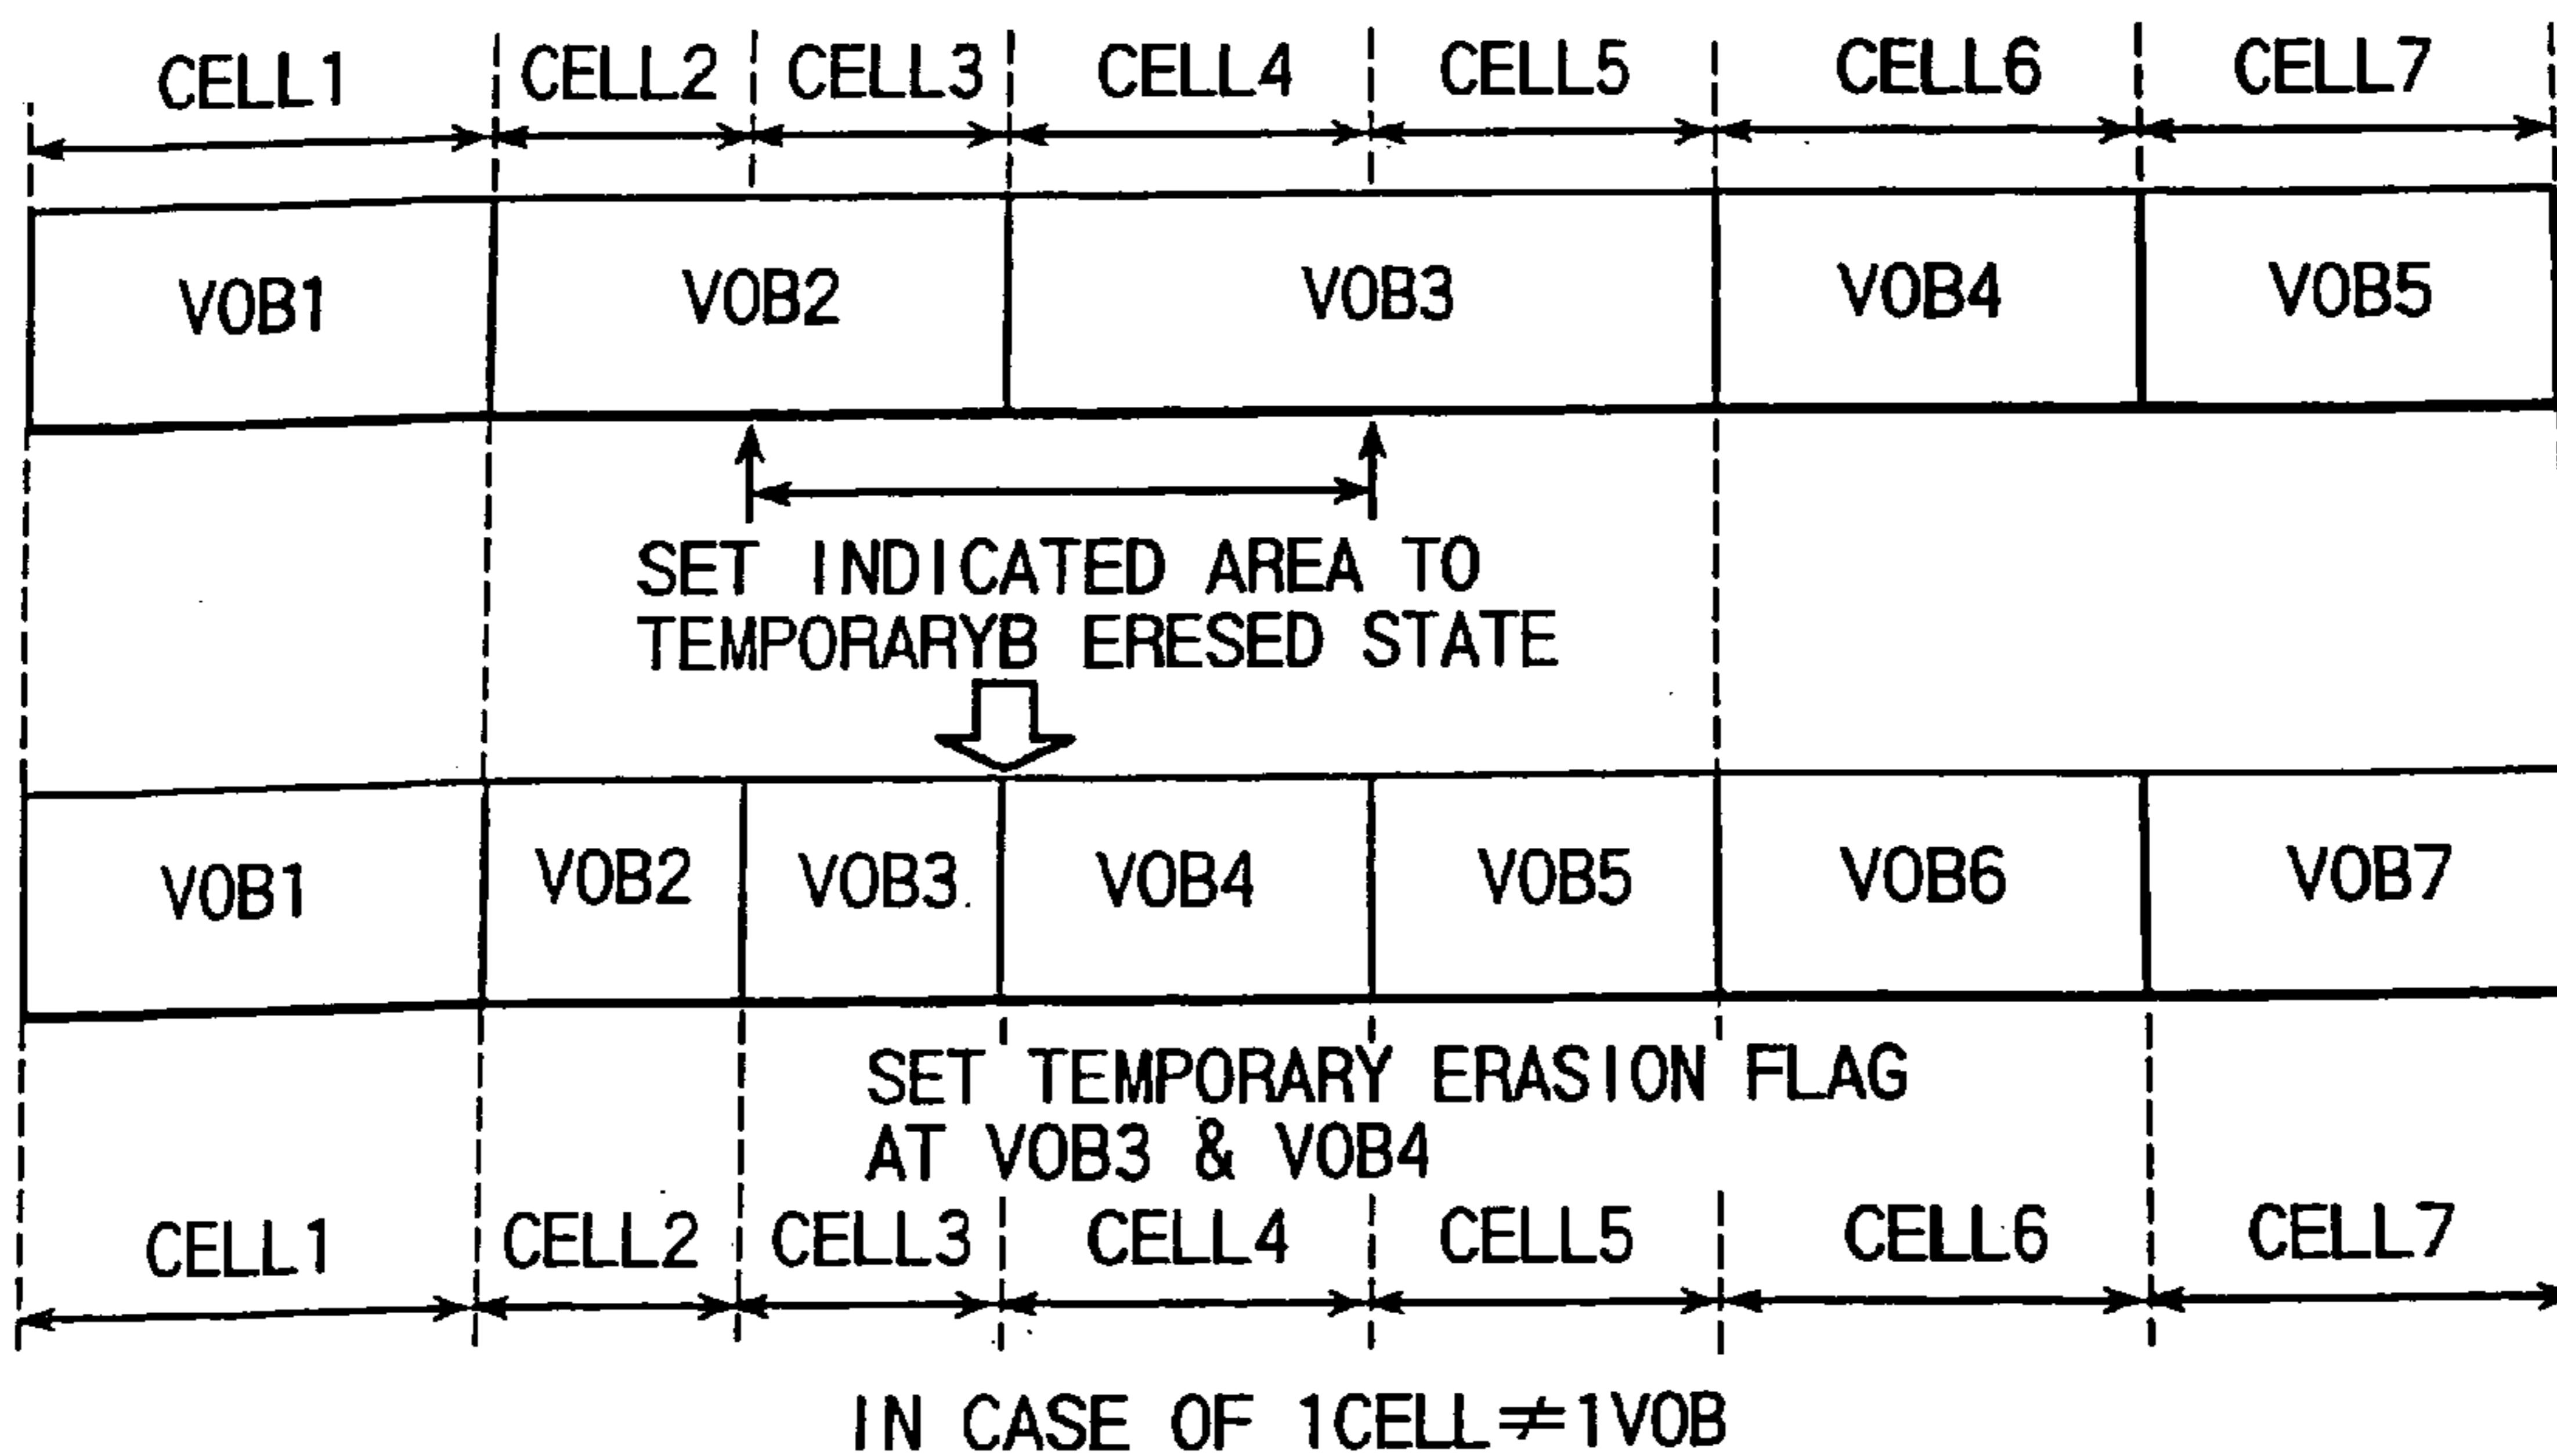 CELL1 CELL2 CELL3 CELL4 CELL5 CELL6 CELL7
VOB1 VOB2 VOB3 VOB4 VOB5
SET INDICATED AREA TO
TEMPORARYB ERESED STATE
VOB1 VOB2 VOB3 VOB4 VOB5 VOB6 VOB7
SET TEMPORARY ERASION FLAG
AT VOB3 & VOB4
CELL1 CELL2 CELL3 CELL4 CELL5 CELL6 CELL7
IN CASE OF 1CELL≠1VOB